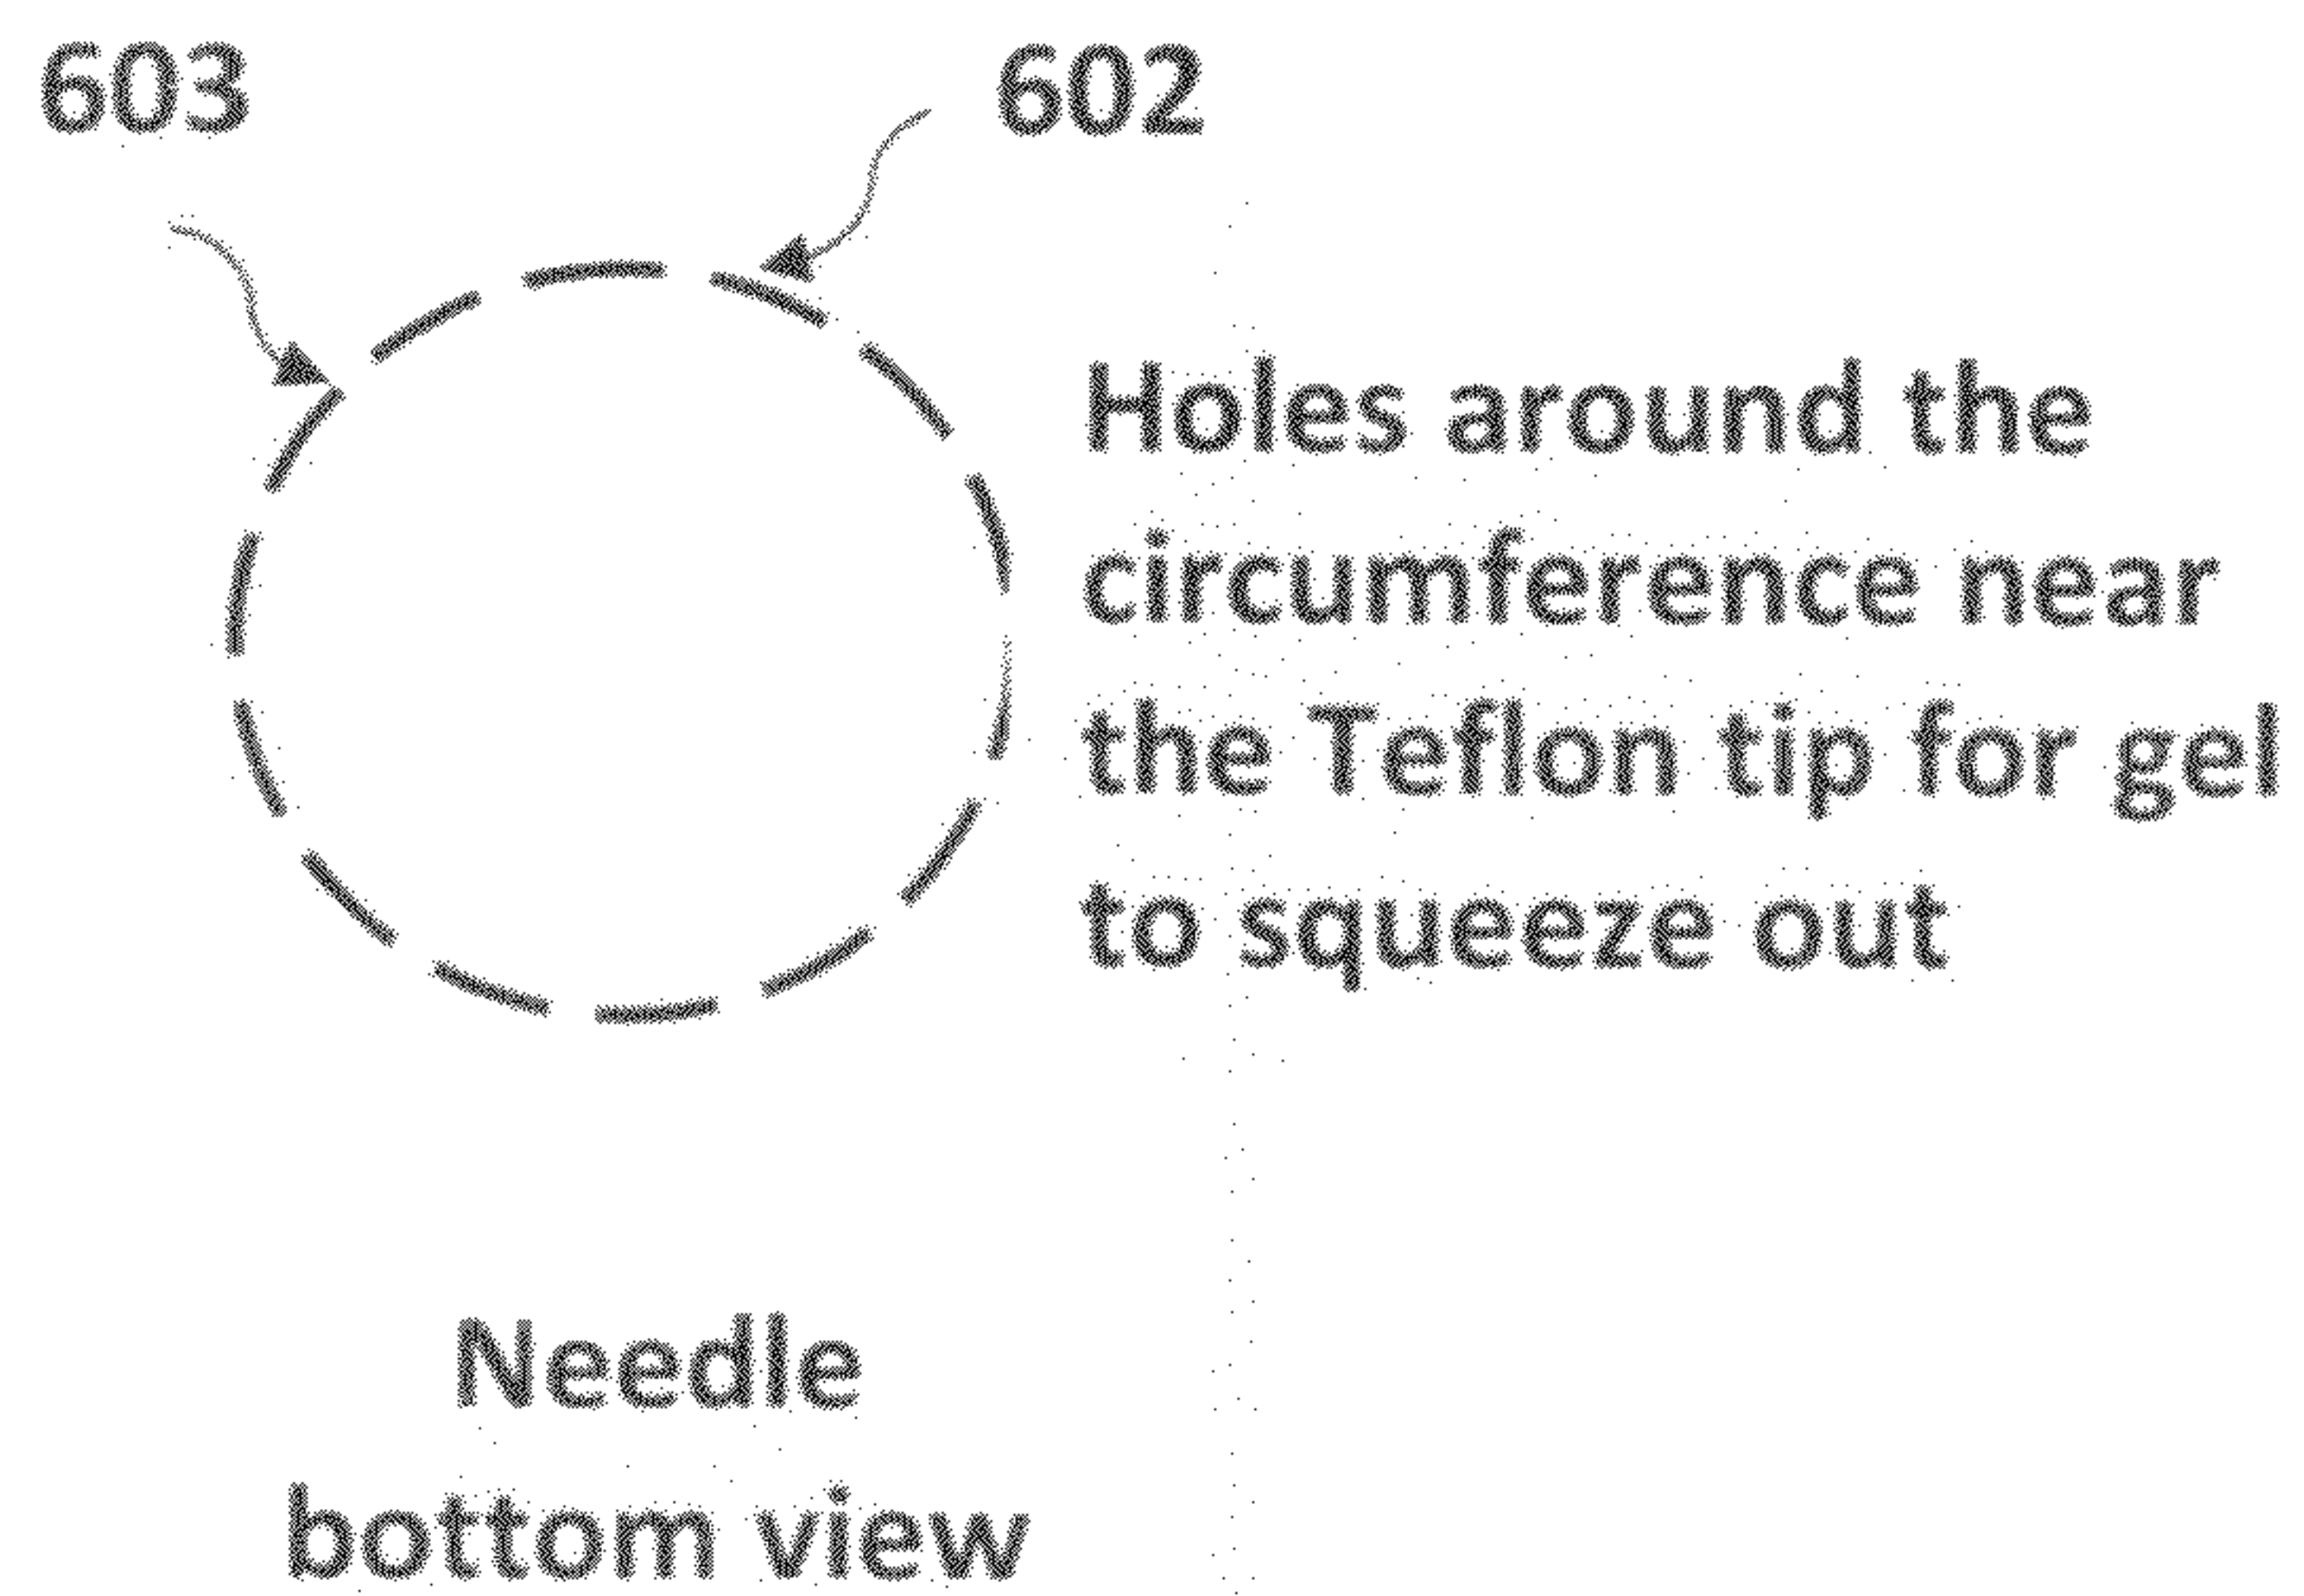 603
602
Holes around the
circumference near
the Teflon tip for gel
to squeeze out
Needle
bottom view